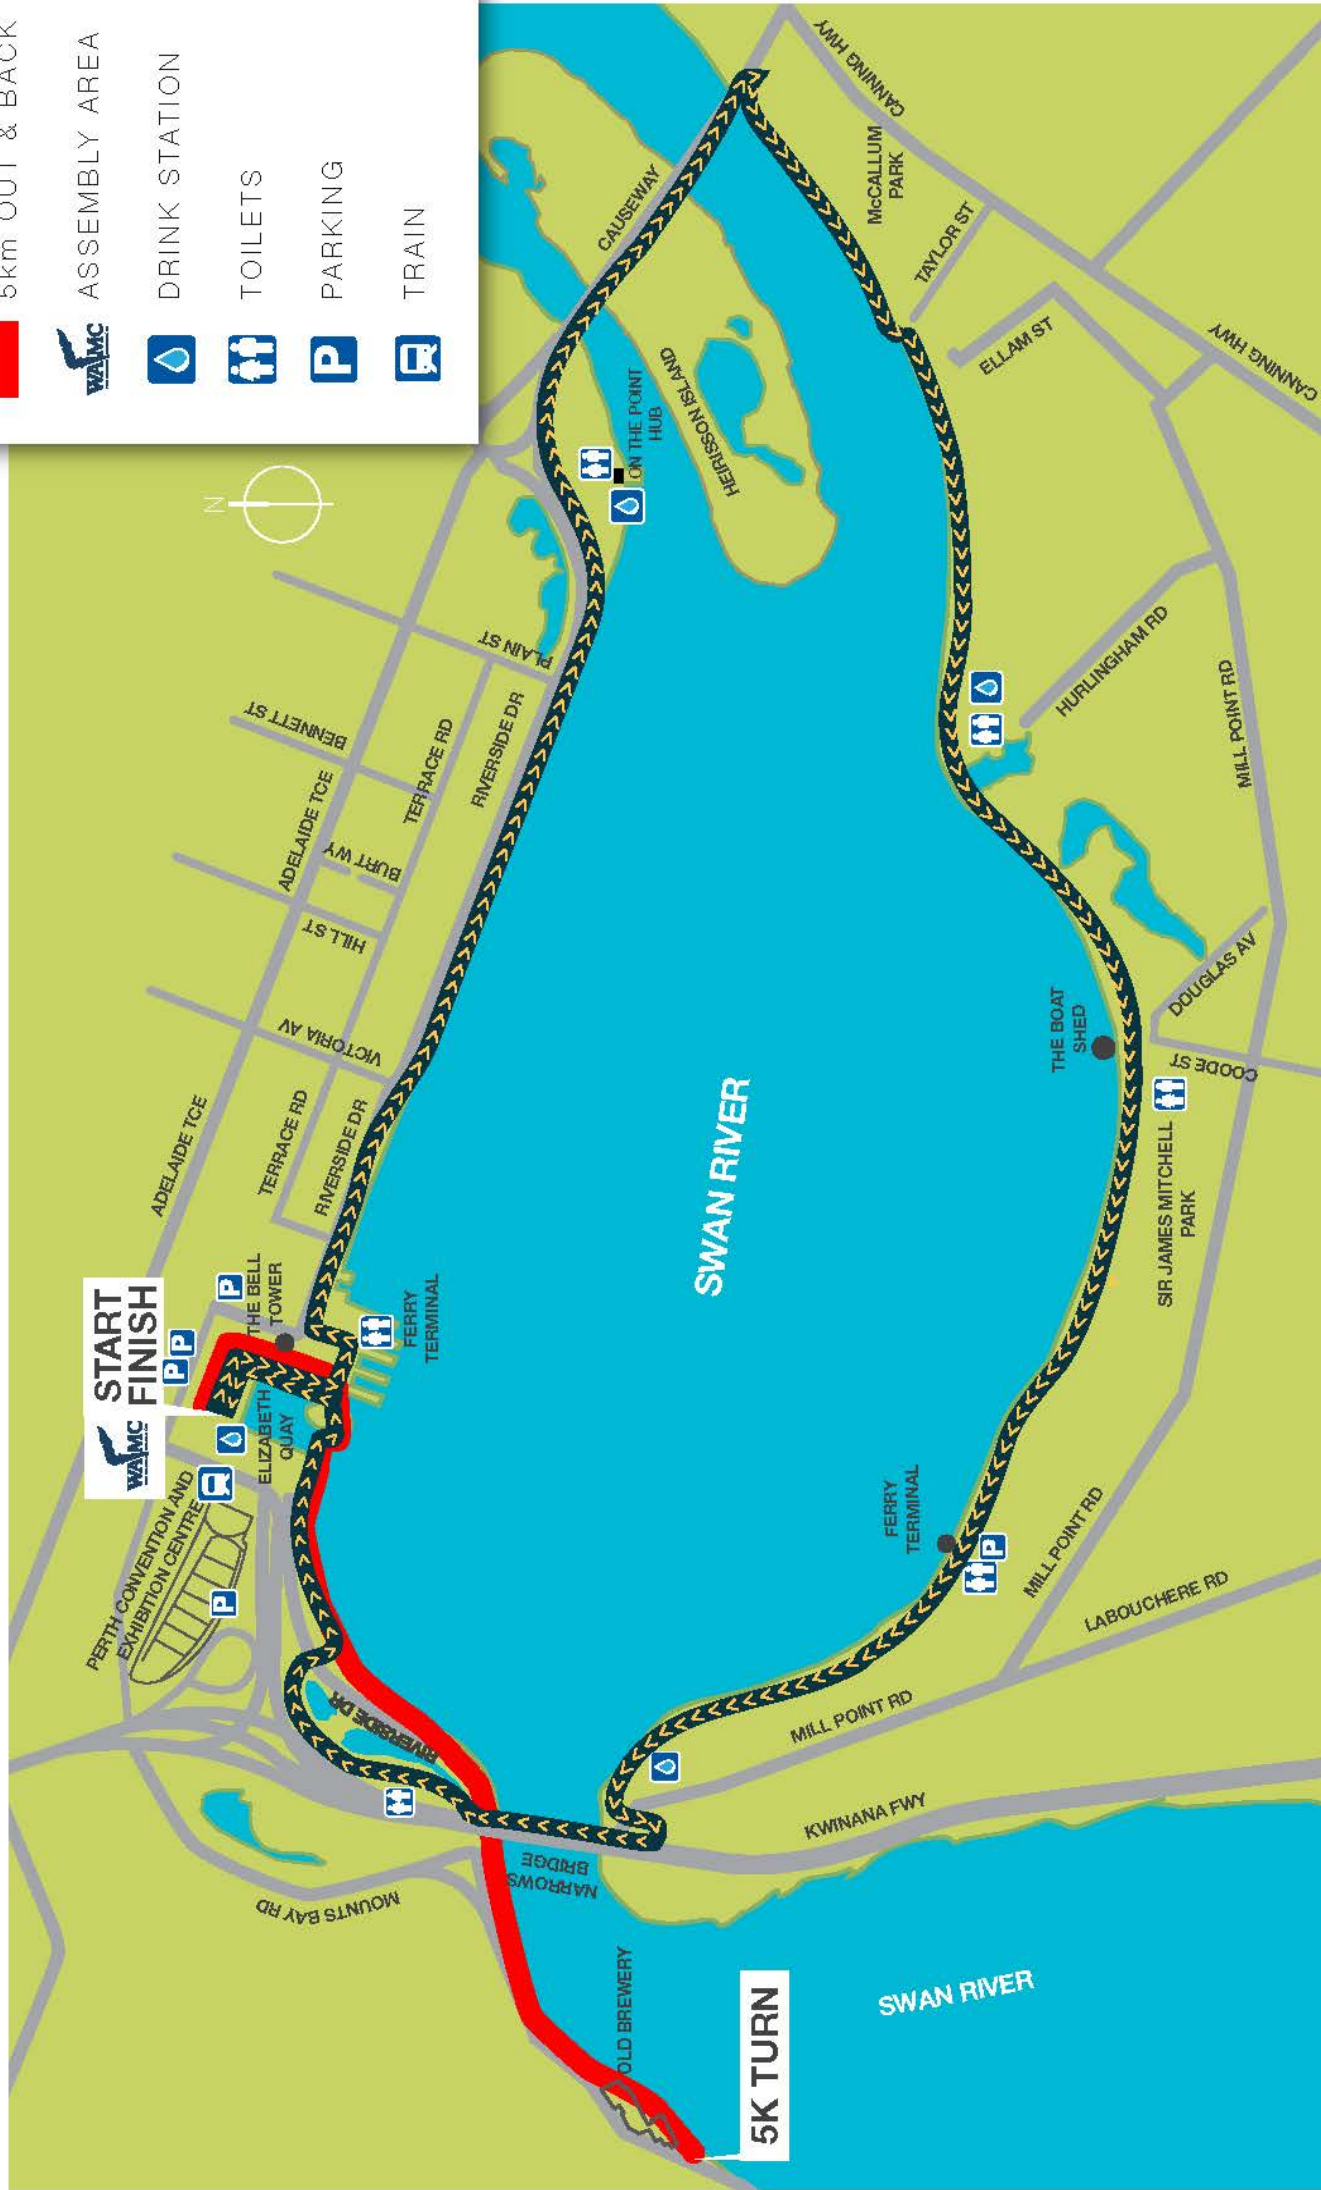 5km OUT & BACK
WAMC ASSEMBLY AREA
DRINK STATION
TOILETS
P PARKING
TRAIN
N
START
FINISH
WAMC
P
P
P
PERTH CONVENTION AND
EXHIBITION CENTRE
P
ELIZABETH
QUAY
THE BELL
TOWER
FERRY
TERMINAL
ADELAIDE TCE
TERRACE RD
RIVERSIDE DR
VICTORIA AV
HILL ST
BURT WY
ADELAIDE TCE
BENNETT ST
TERRACE RD
RIVERSIDE DR
PLAIN ST
CAUSEWAY
ON THE POINT
HUB
HEIRISSON ISLAND
CANNING HWY
McCALLUM
PARK
TAYLOR ST
ELLAM ST
CANNING HWY
HURLINGHAM RD
MILL POINT RD
DOUGLAS AV
COODE ST
THE BOAT
SHED
SIR JAMES MITCHELL
PARK
SWAN RIVER
FERRY
TERMINAL
P
MILL POINT RD
LABOUCHERE RD
MILL POINT RD
KWINANA FWY
NARROWS
BRIDGE
RIVERSIDE DR
MOUNTS BAY RD
OLD BREWERY
5K TURN
SWAN RIVER